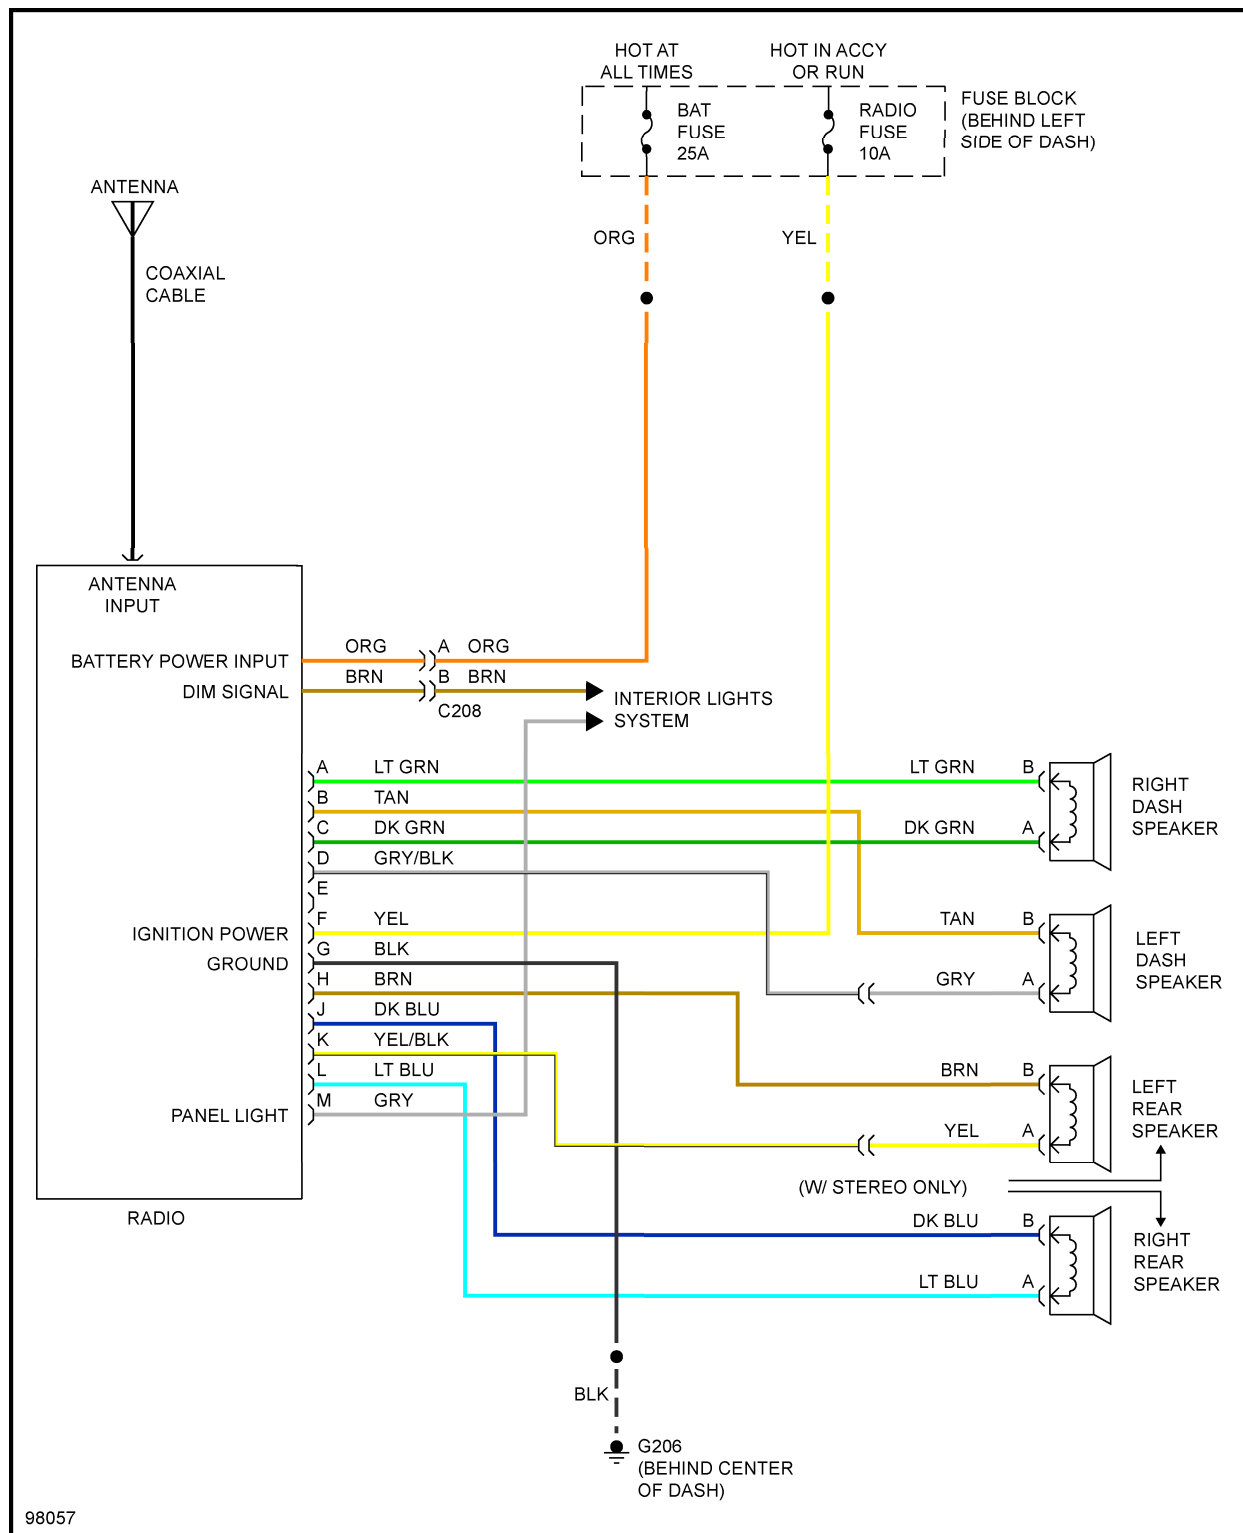 HOT AT
ALL TIMES
HOT IN ACCY
OR RUN
BAT
FUSE
25A
RADIO
FUSE
10A
FUSE BLOCK
(BEHIND LEFT
SIDE OF DASH)
ANTENNA
COAXIAL
CABLE
ORG
YEL
ANTENNA
INPUT
BATTERY POWER INPUT
ORG
A
ORG
DIM SIGNAL
BRN
B
BRN
C208
INTERIOR LIGHTS
SYSTEM
A
LT GRN
LT GRN
B
B
TAN
C
DK GRN
DK GRN
A
RIGHT
DASH
SPEAKER
D
GRY/BLK
E
F
YEL
IGNITION POWER
TAN
B
G
BLK
GROUND
LEFT
DASH
SPEAKER
H
BRN
GRY
A
J
DK BLU
K
YEL/BLK
L
LT BLU
BRN
B
M
GRY
PANEL LIGHT
LEFT
REAR
SPEAKER
YEL
A
(W/ STEREO ONLY)
RADIO
DK BLU
B
RIGHT
REAR
SPEAKER
LT BLU
A
BLK
G206
(BEHIND CENTER
OF DASH)
98057